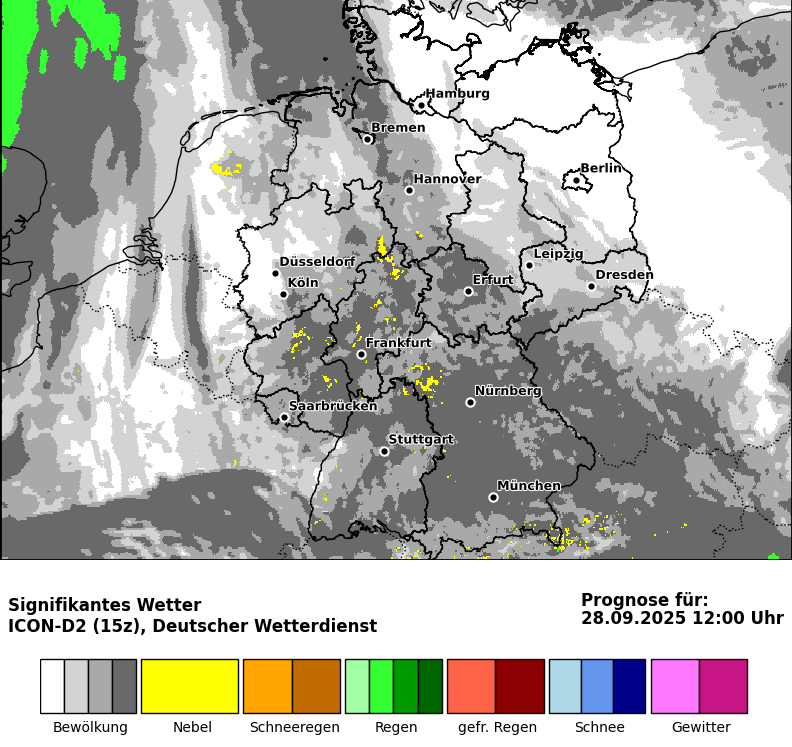 Hamburg
Bremen
Berlin
Hannover
Leipzig
Düsseldorf
Dresden
Köln
Erfurt
Frankfurt
Nürnberg
Saarbrücken
Stuttgart
München
Signifikantes Wetter
ICON-D2 (15z), Deutscher Wetterdienst
Prognose für:
28.09.2025 12:00 Uhr
Bewölkung
Nebel
Schneeregen
Regen
gefr. Regen
Schnee
Gewitter